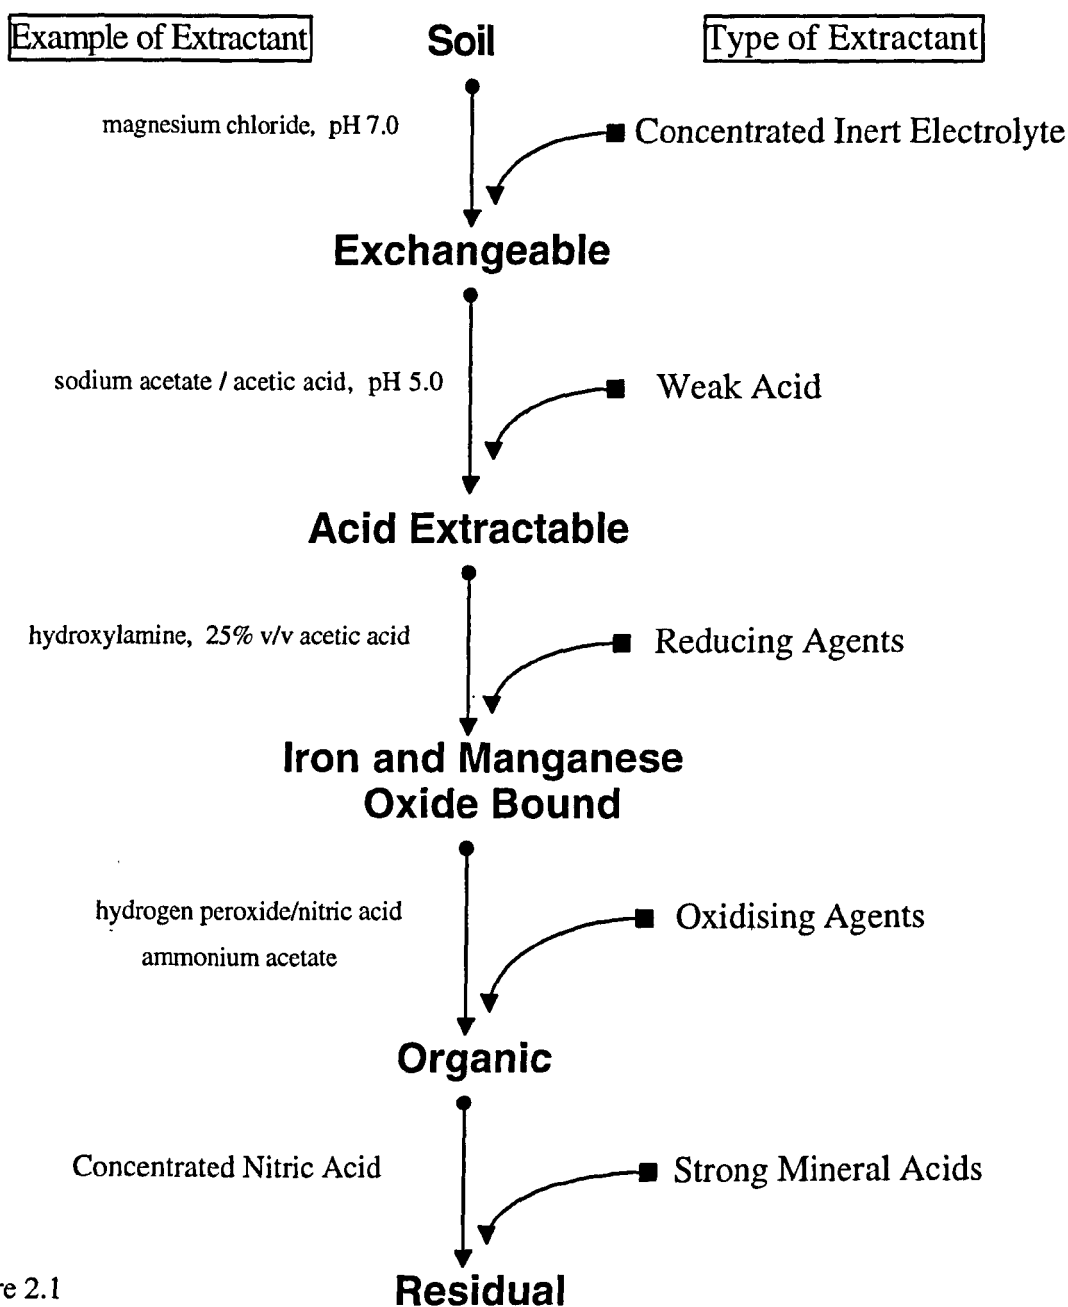 Example of Extractant
Soil
Type of Extractant
magnesium chloride, pH 7.0
Concentrated Inert Electrolyte
Exchangeable
sodium acetate / acetic acid, pH 5.0
Weak Acid
Acid Extractable
hydroxylamine, 25% v/v acetic acid
Reducing Agents
Iron and Manganese
Oxide Bound
hydrogen peroxide/nitric acid
ammonium acetate
Oxidising Agents
Organic
Concentrated Nitric Acid
Strong Mineral Acids
2.1
Residual